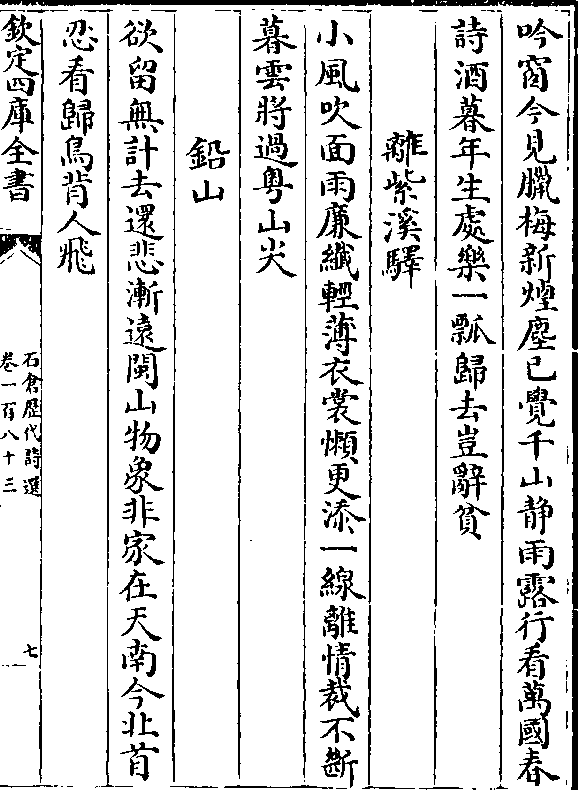 吟窗今見臘梅新煙塵已覺千山静雨露行看萬國春
詩酒暮年生處樂一瓢歸去豈辭貧
離紫溪驛
小風吹面雨廉纖輕薄衣裳懶更添一線離情裁不斷
暮雲將過粤山尖
鉛山
欲留無計去還悲漸遠閩山物象非家在天南今北首
忍看歸鳥背人飛
欽定四庫全書
石倉歷代詩選
卷一百八十三
七